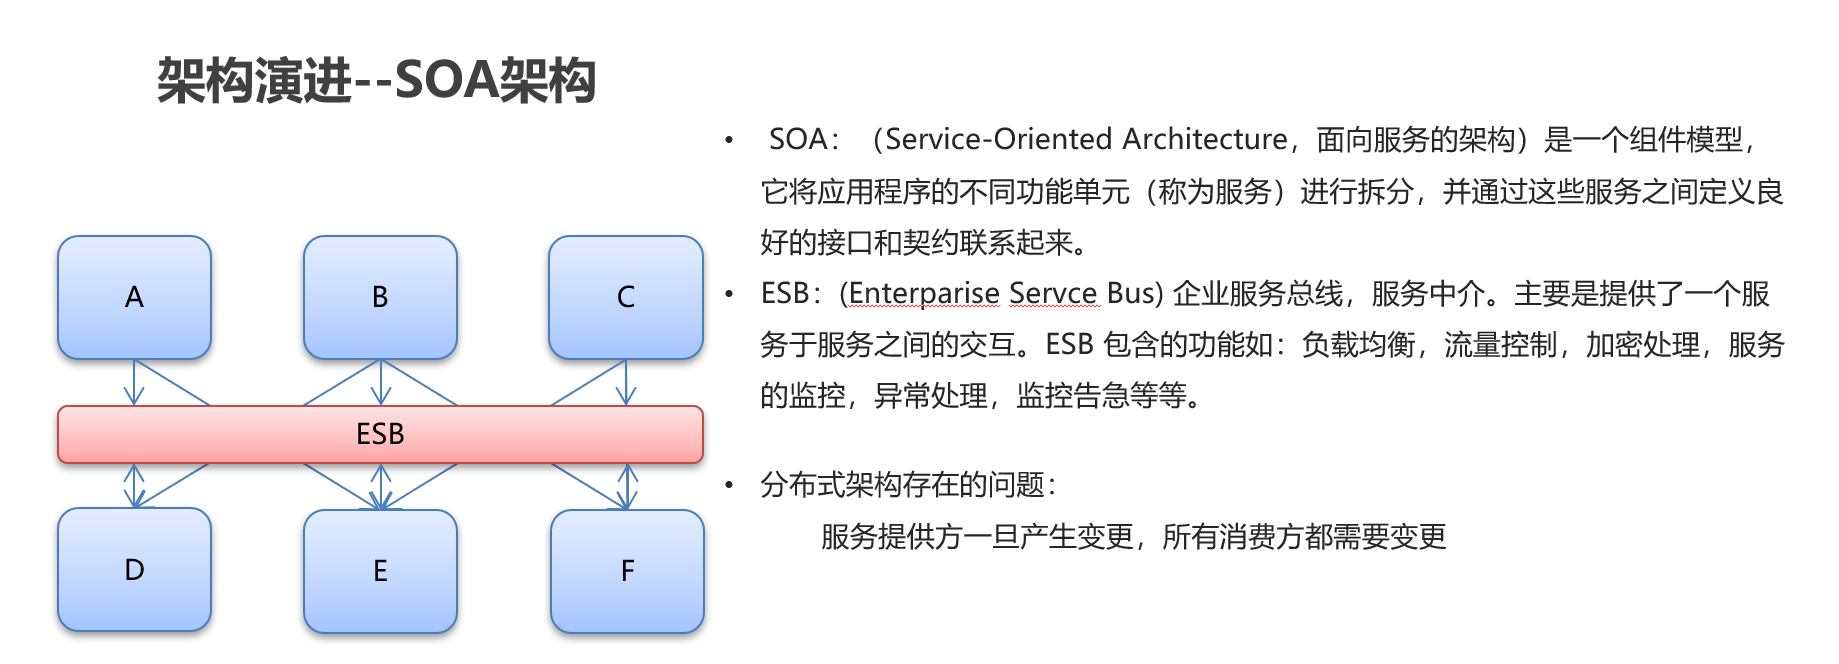 架构演进--SOA架构
• SOA：（Service-Oriented Architecture，面向服务的架构）是一个组件模型，
它将应用程序的不同功能单元（称为服务）进行拆分，并通过这些服务之间定义良
好的接口和契约联系起来。
• ESB：(Enterparise Servce Bus) 企业服务总线，服务中介。主要是提供了一个服
务于服务之间的交互。ESB 包含的功能如：负载均衡，流量控制，加密处理，服务
的监控，异常处理，监控告急等等。
• 分布式架构存在的问题：
服务提供方一旦产生变更，所有消费方都需要变更
A
B
C
ESB
D
E
F